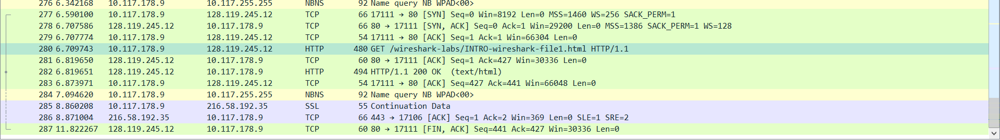 276 6.342168 10.117.178.9 10.117.255.255 NBNS 92 Name query NB WPAD<00>
277 6.590100 10.117.178.9 128.119.245.12 TCP 66 17111 → 80 [SYN] Seq=0 Win=8192 Len=0 MSS=1460 WS=256 SACK_PERM=1
278 6.707586 128.119.245.12 10.117.178.9 TCP 66 80 → 17111 [SYN, ACK] Seq=0 Ack=1 Win=29200 Len=0 MSS=1386 SACK_PERM=1 WS=128
279 6.707774 10.117.178.9 128.119.245.12 TCP 54 17111 → 80 [ACK] Seq=1 Ack=1 Win=66304 Len=0
280 6.709743 10.117.178.9 128.119.245.12 HTTP 480 GET /wireshark-labs/INTRO-wireshark-file1.html HTTP/1.1
281 6.819650 128.119.245.12 10.117.178.9 TCP 60 80 → 17111 [ACK] Seq=1 Ack=427 Win=30336 Len=0
282 6.819651 128.119.245.12 10.117.178.9 HTTP 494 HTTP/1.1 200 OK (text/html)
283 6.873971 10.117.178.9 128.119.245.12 TCP 54 17111 → 80 [ACK] Seq=427 Ack=441 Win=66048 Len=0
284 7.094620 10.117.178.9 10.117.255.255 NBNS 92 Name query NB WPAD<00>
285 8.860208 10.117.178.9 216.58.192.35 SSL 55 Continuation Data
286 8.871004 216.58.192.35 10.117.178.9 TCP 66 443 → 17106 [ACK] Seq=1 Ack=2 Win=369 Len=0 SLE=1 SRE=2
287 11.822267 128.119.245.12 10.117.178.9 TCP 60 80 → 17111 [FIN, ACK] Seq=441 Ack=427 Win=30336 Len=0